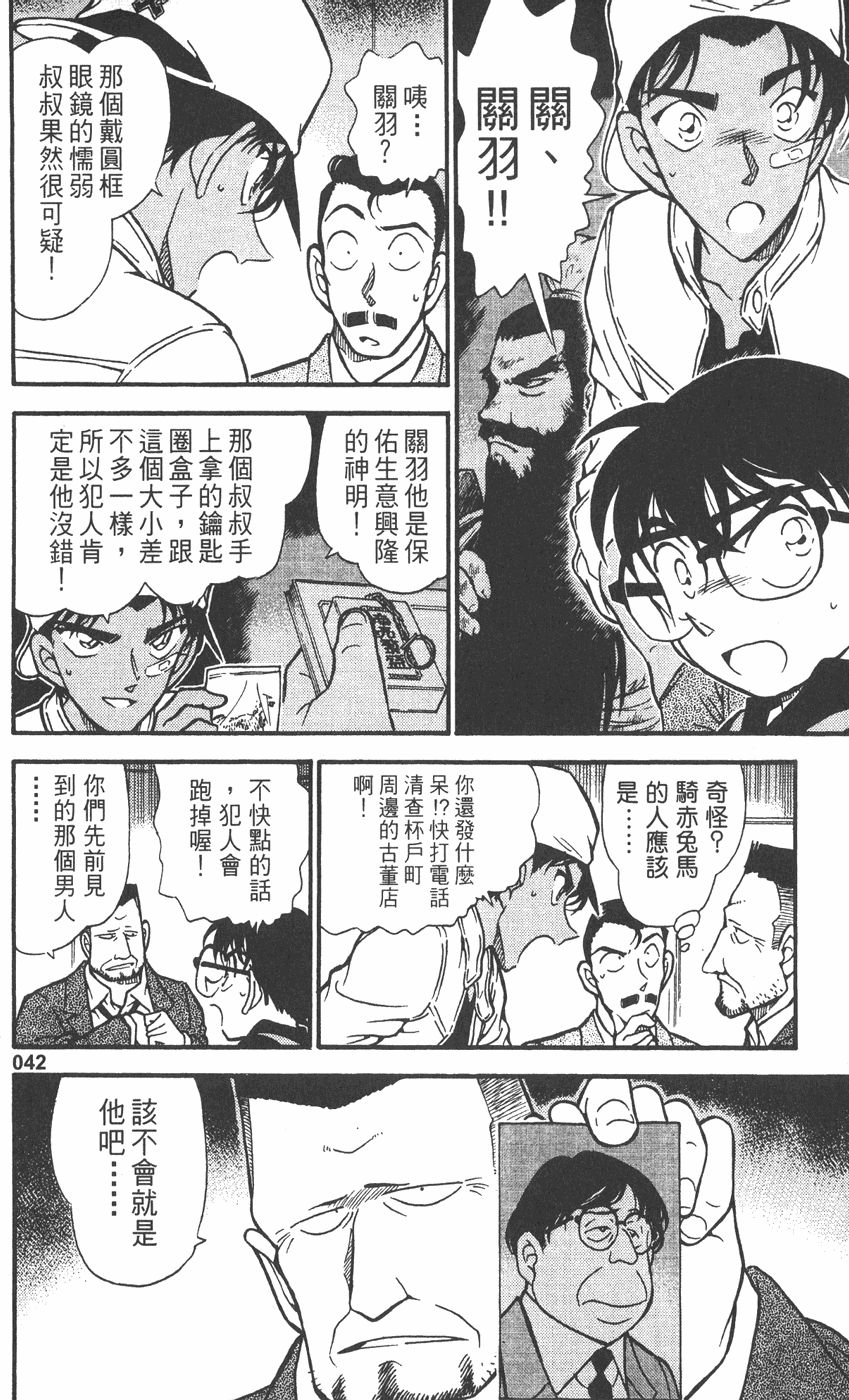 關、
關羽!!
咦…
關羽?
那個戴圓框
眼鏡的懦弱
叔叔果然很可疑!
關羽他是保
佑生意興隆
的神明!
那個叔叔手
上拿的鑰匙
圈盒子,跟
這個大小差
不多一樣,
所以犯人肯
定是他沒錯!
奇怪?
騎赤兔馬
的人應該
是……
你還發什麼
呆!?快打電話
清查杯戶町
周邊的古董店
啊!
不快點的話
,犯人會
跑掉喔!
你們先前見
到的那個男人
……
042
該不會就是
他吧……